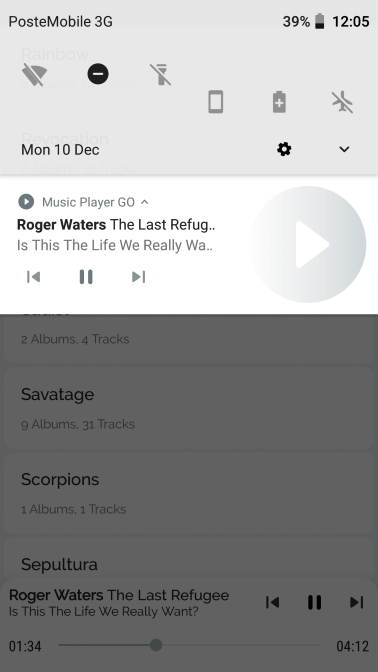 PosteMobile 3G
39%
12:05
Rainbow
Revocation
Mon 10 Dec
Music Player GO
Roger Waters The Last Refug..
Is This The Life We Really Wa..
2 Albums, 4 Tracks
Savatage
9 Albums, 31 Tracks
Scorpions
1 Albums, 1 Tracks
Sepultura
Roger Waters The Last Refugee
Is This The Life We Really Want?
01:34
04:12